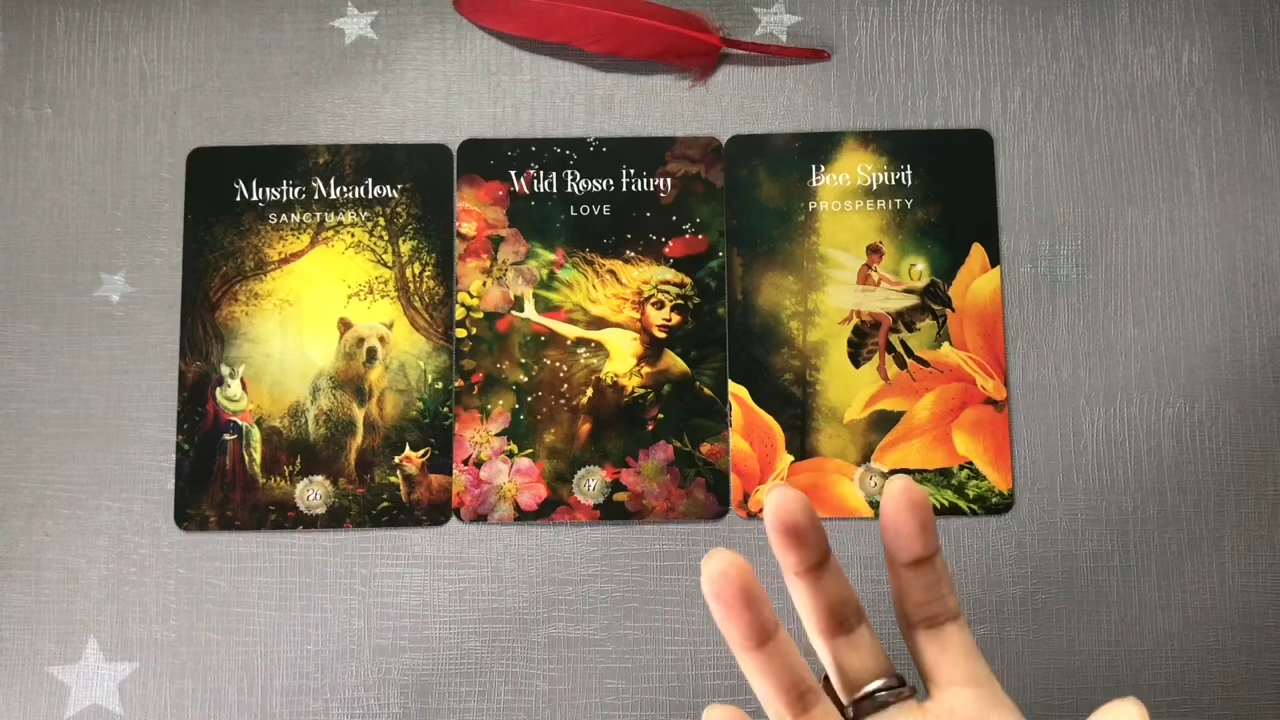 Mystic Meadow
SANCTUARY
26
Wild Rose Fairy
LOVE
47
Bee Spirit
PROSPERITY